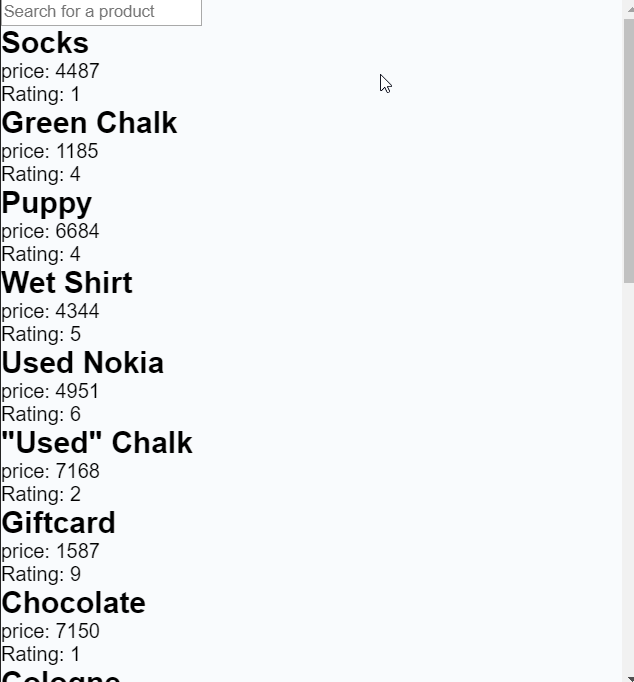 Search for a product
Socks
price: 4487
Rating: 1
Green Chalk
price: 1185
Rating: 4
Puppy
price: 6684
Rating: 4
Wet Shirt
price: 4344
Rating: 5
Used Nokia
price: 4951
Rating: 6
"Used" Chalk
price: 7168
Rating: 2
Giftcard
price: 1587
Rating: 9
Chocolate
price: 7150
Rating: 1
Cologne